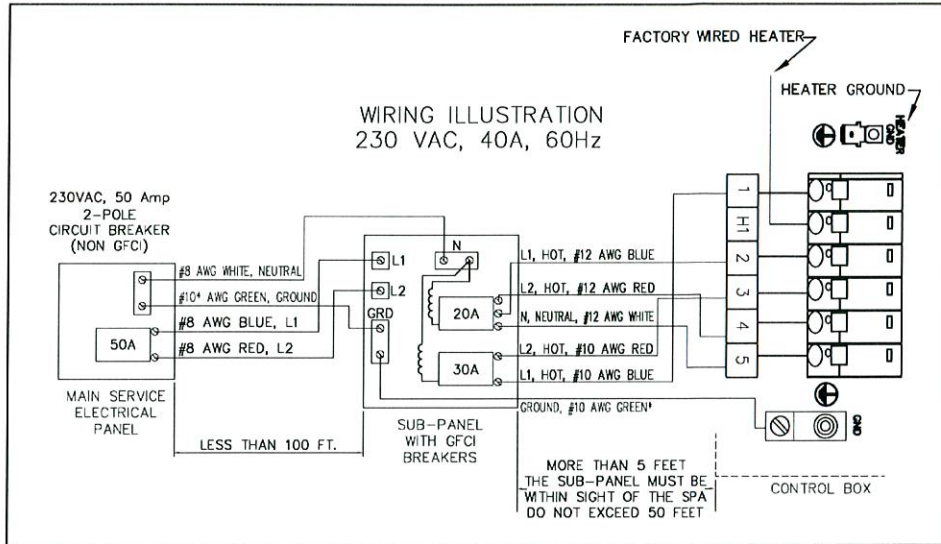 FACTORY WIRED HEATER
HEATER GROUND
WIRING ILLUSTRATION
230 VAC, 40A, 60Hz
HEATER
GND
230VAC, 50 Amp
2-POLE
CIRCUIT BREAKER
(NON GFCI)
#8 AWG WHITE, NEUTRAL
#10* AWG GREEN, GROUND
#8 AWG BLUE, L1
#8 AWG RED, L2
50A
MAIN SERVICE
ELECTRICAL
PANEL
LESS THAN 100 FT.
N
L1
L2
GRD
20A
30A
SUB-PANEL
WITH GFCI
BREAKERS
L1, HOT, #12 AWG BLUE
L2, HOT, #12 AWG RED
N, NEUTRAL, #12 AWG WHITE
L2, HOT, #10 AWG RED
L1, HOT, #10 AWG BLUE
GROUND, #10 AWG GREEN*
1
H1
2
3
4
5
GND
MORE THAN 5 FEET
THE SUB-PANEL MUST BE
WITHIN SIGHT OF THE SPA
DO NOT EXCEED 50 FEET
CONTROL BOX